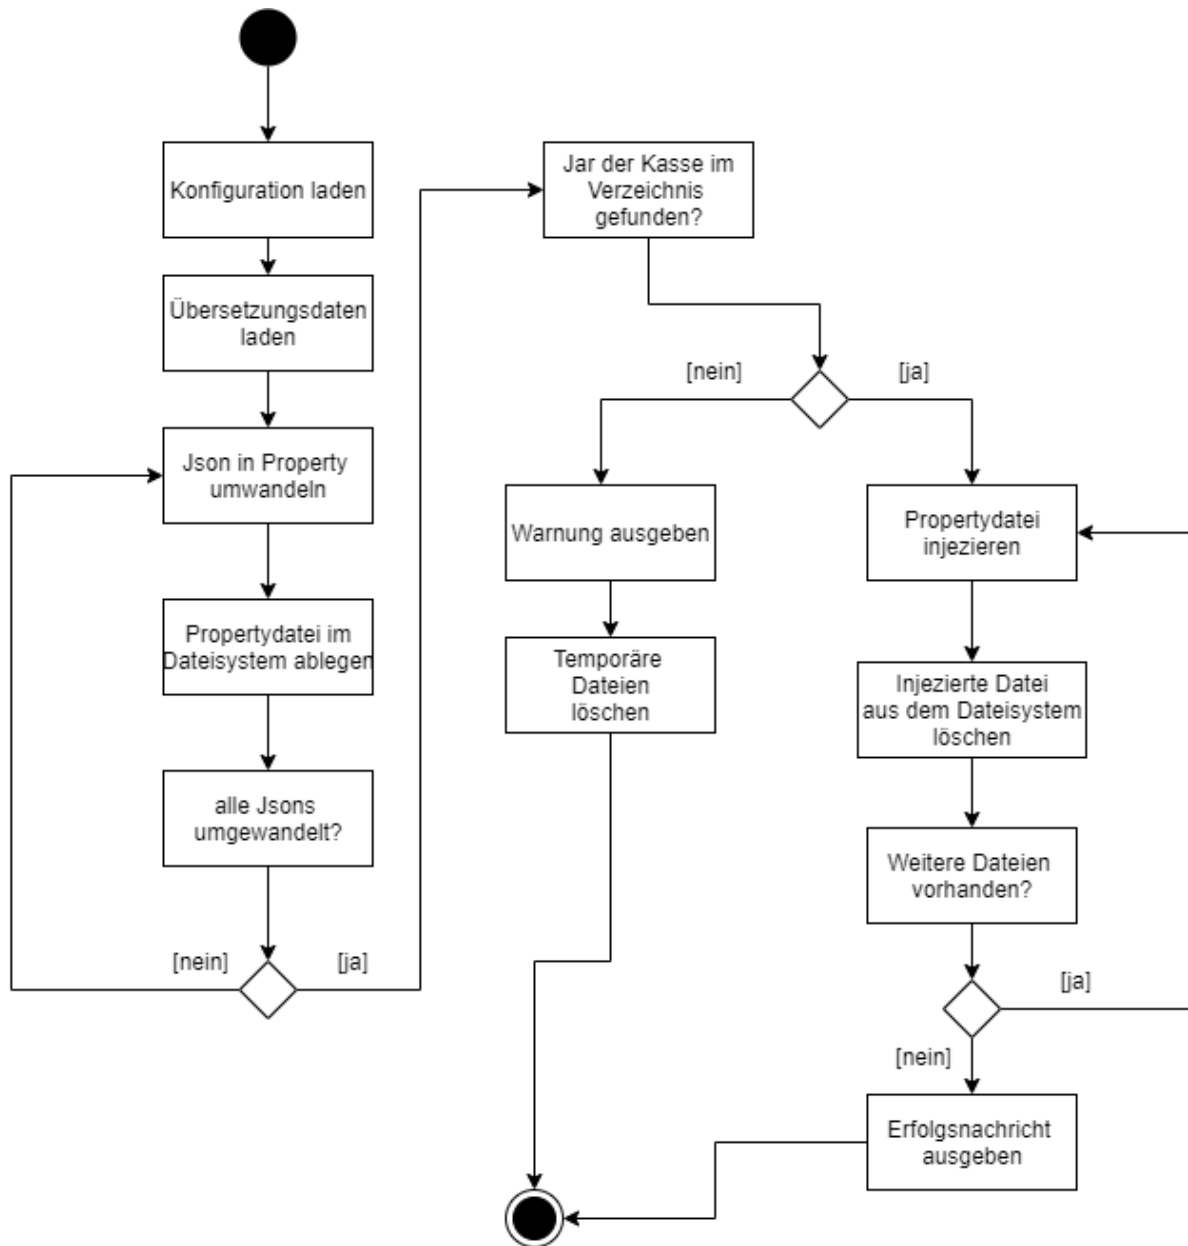 Konfiguration laden
Übersetzungsdaten
laden
Json in Property
umwandeln
Propertydatei im
Dateisystem ablegen
alle Jsons
umgewandelt?
[nein]
[ja]
Jar der Kasse im
Verzeichnis
gefunden?
[nein]
[ja]
Warnung ausgeben
Temporäre
Dateien
löschen
Propertydatei
injezieren
Injezierte Datei
aus dem Dateisystem
löschen
Weitere Dateien
vorhanden?
[ja]
[nein]
Erfolgsnachricht
ausgeben